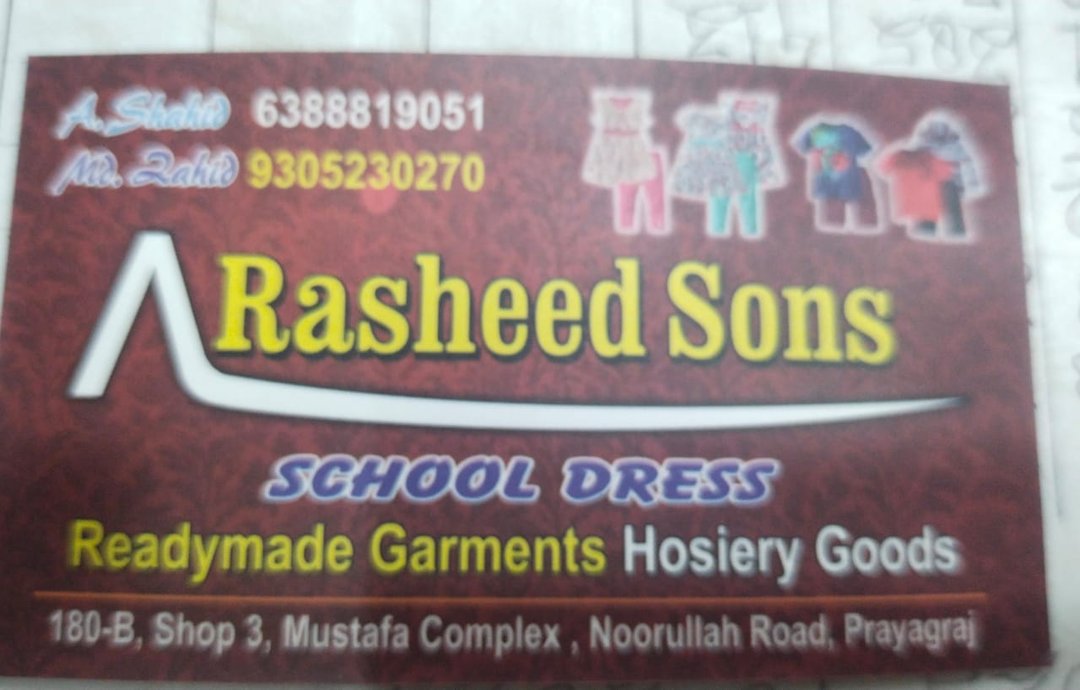 A. Shahid 6388819051
Md. Zahid 9305230270
A Rasheed Sons
SCHOOL DRESS
Readymade Garments Hosiery Goods
180-B, Shop 3, Mustafa Complex , Noorullah Road, Prayagraj